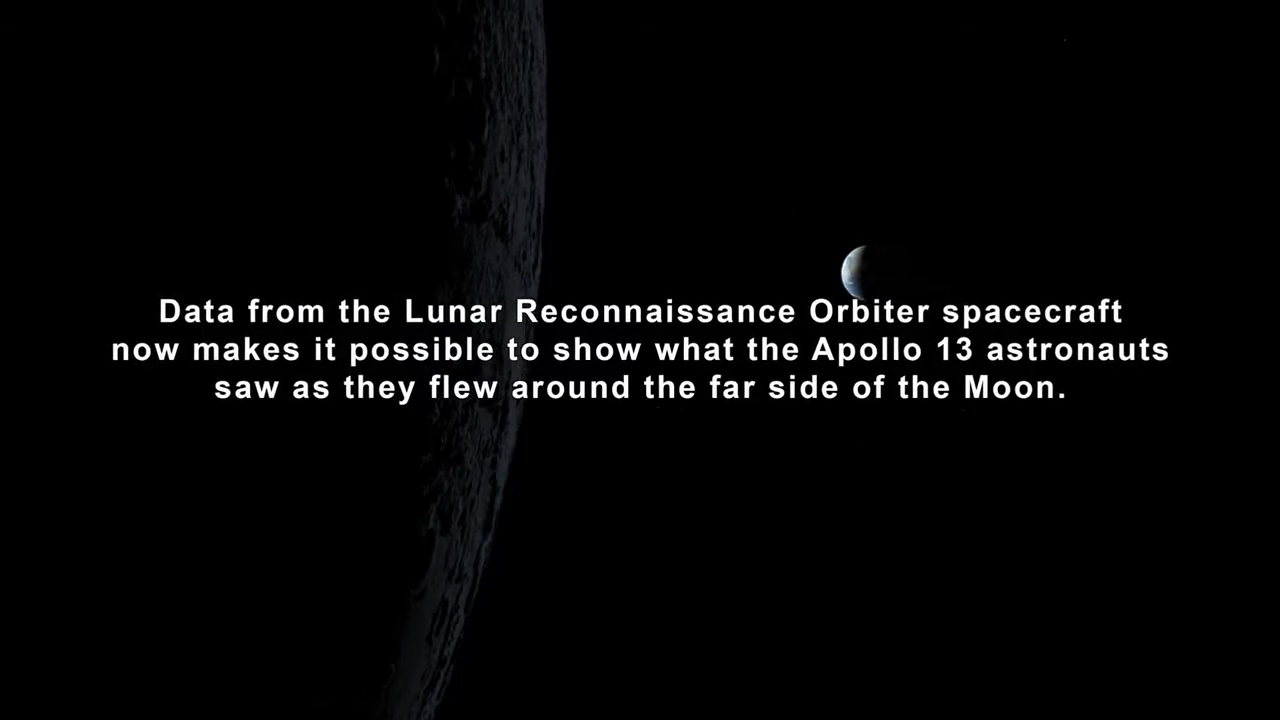 Data from the Lunar Reconnaissance Orbiter spacecraft
now makes it possible to show what the Apollo 13 astronauts
saw as they flew around the far side of the Moon.